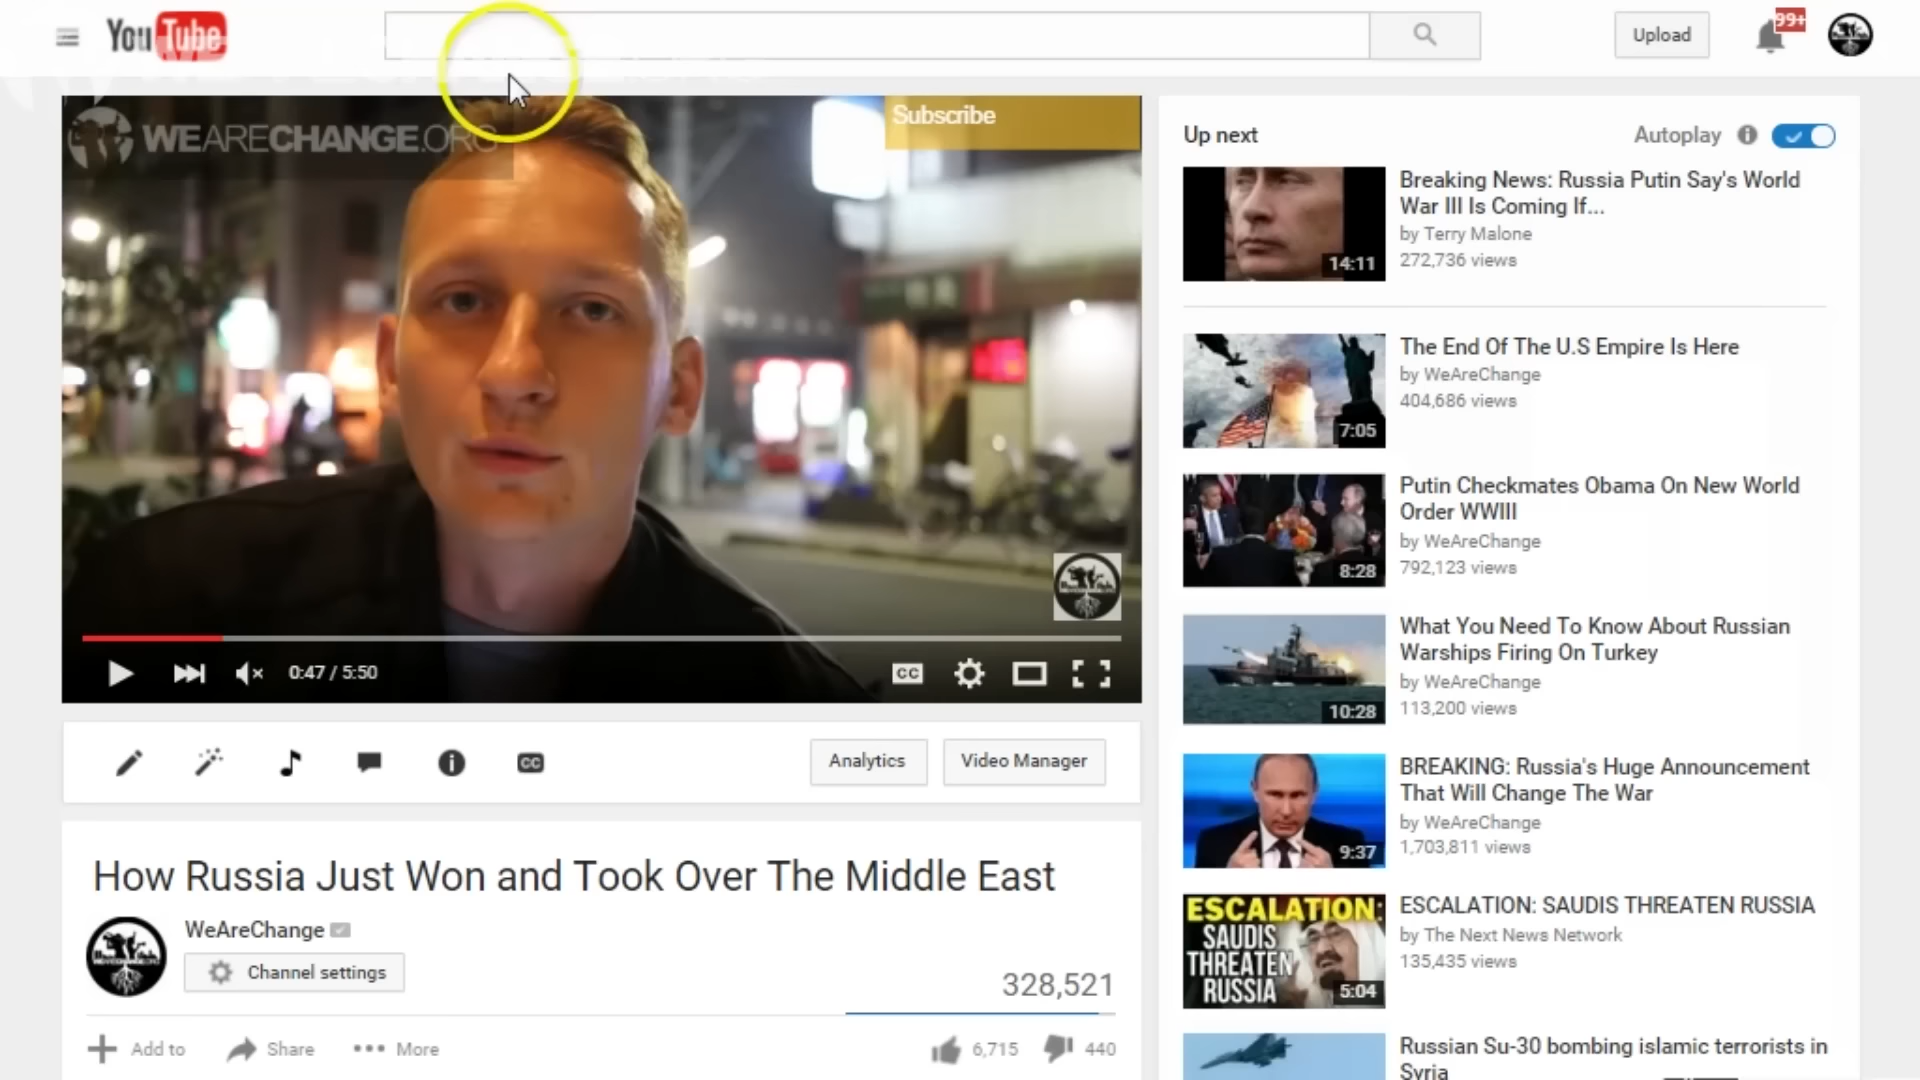 YouTube
Upload
99+
WEARECHANGE.ORG
Subscribe
0:47 / 5:50
CC
CC
Analytics
Video Manager
How Russia Just Won and Took Over The Middle East
WeAreChange
Channel settings
328,521
Add to
Share
More
6,715
440
Up next
Autoplay
14:11
Breaking News: Russia Putin Say's World
War III Is Coming If...
by Terry Malone
272,736 views
7:05
The End Of The U.S Empire Is Here
by WeAreChange
404,686 views
8:28
Putin Checkmates Obama On New World
Order WWIII
by WeAreChange
792,123 views
10:28
What You Need To Know About Russian
Warships Firing On Turkey
by WeAreChange
113,200 views
9:37
BREAKING: Russia's Huge Announcement
That Will Change The War
by WeAreChange
1,703,811 views
ESCALATION:
SAUDIS
THREATEN
RUSSIA
5:04
ESCALATION: SAUDIS THREATEN RUSSIA
by The Next News Network
135,435 views
Russian Su-30 bombing islamic terrorists in
Syria